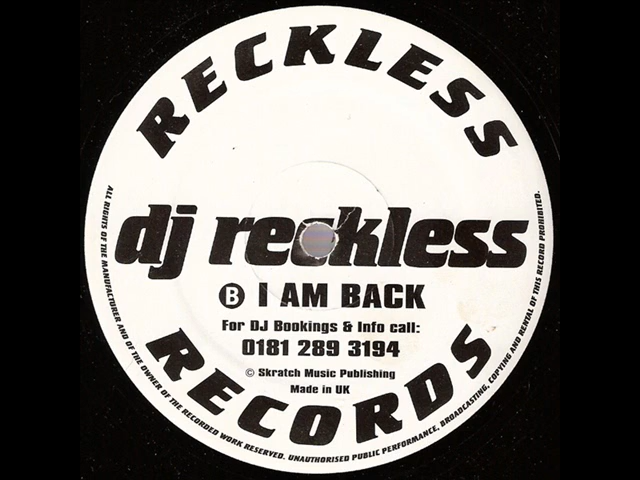 RECKLESS
dj reckless
B I AM BACK
For DJ Bookings & Info call:
0181 289 3194
© Skratch Music Publishing
Made in UK
RECORDS
ALL RIGHTS OF THE MANUFACTURER AND OF THE OWNER OF THE RECORDED WORK RESERVED. UNAUTHORISED PUBLIC PERFORMANCE, BROADCASTING, COPYING AND RENTAL OF THIS RECORD PROHIBITED.